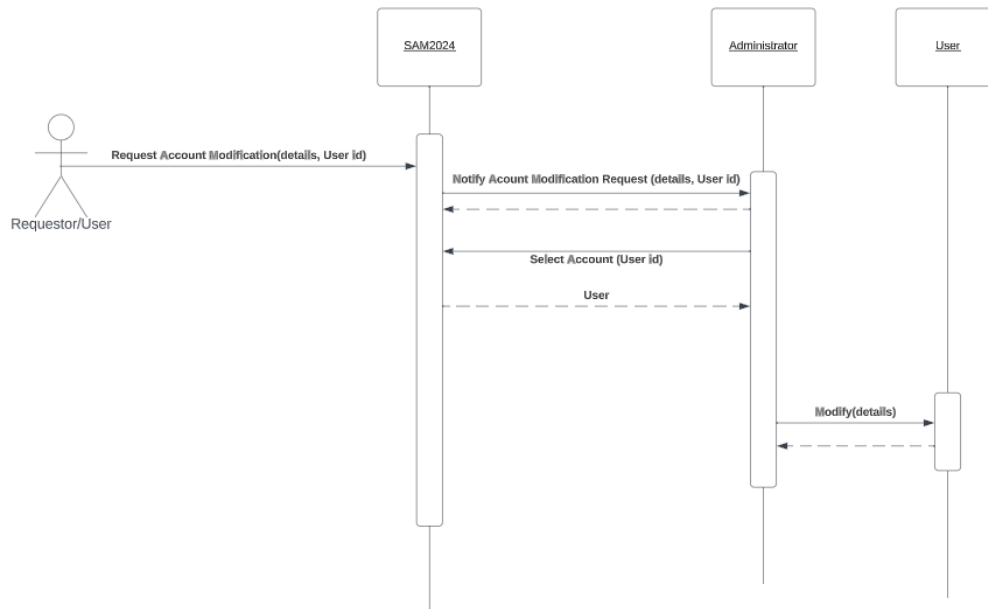 SAM2024
Administrator
User
Request Account Modification(details, User id)
Notify Acount Modification Request (details, User id)
Requestor/User
Select Account (User id)
User
Modify(details)